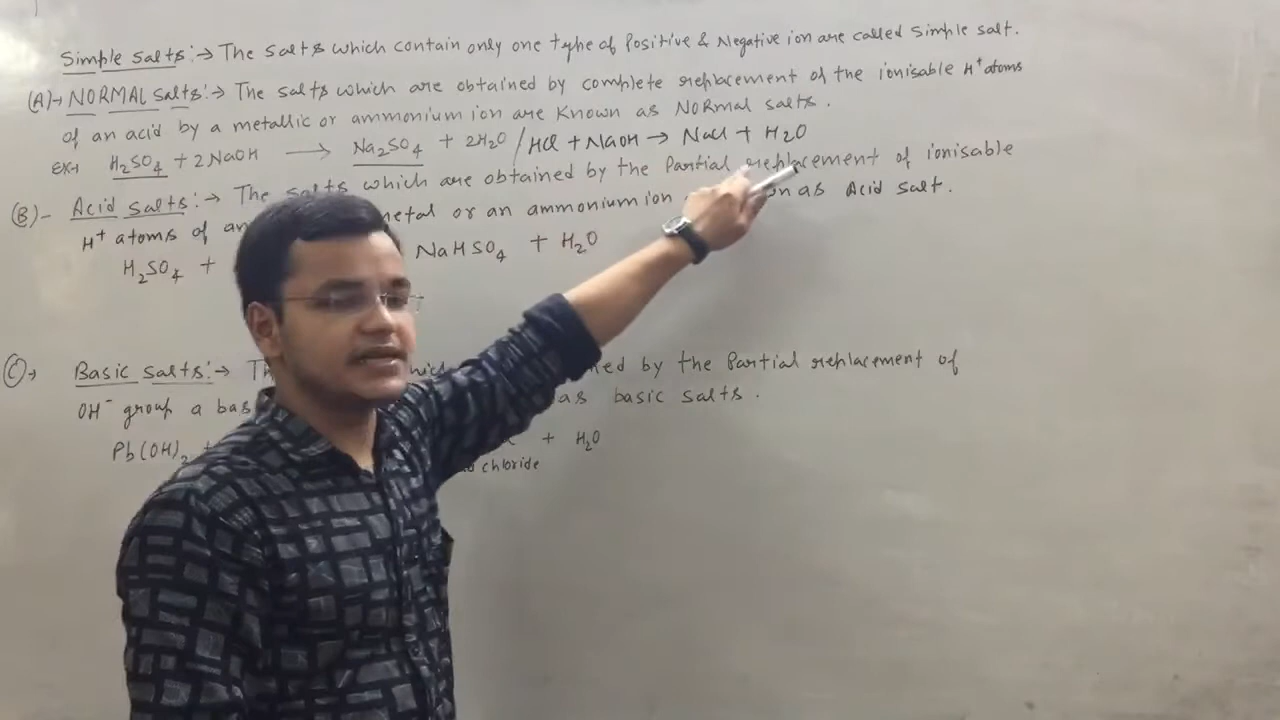 Simple salts:→ The salts which contain only one type of Positive & Negative ion are called simple salt.
(A)→ NORMAL salts:→ The salts which are obtained by complete replacement of the ionisable H⁺ atoms
of an acid by a metallic or ammonium ion are known as NORmal salts.
Ex:→ H₂SO₄ + 2NaOH → Na₂SO₄ + 2H₂O / HCl + NaOH → NaCl + H₂O
(B)- Acid salts:→ The salts which are obtained by the Partial replacement of ionisable
H⁺ atoms of an metal or an ammonium ion as Acid salt.
H₂SO₄ + NaHSO₄ + H₂O
(C)→ Basic salts:→ by the Partial replacement of
OH⁻ group a as basic salts.
Pb(OH)₂ + H₂O
chloride